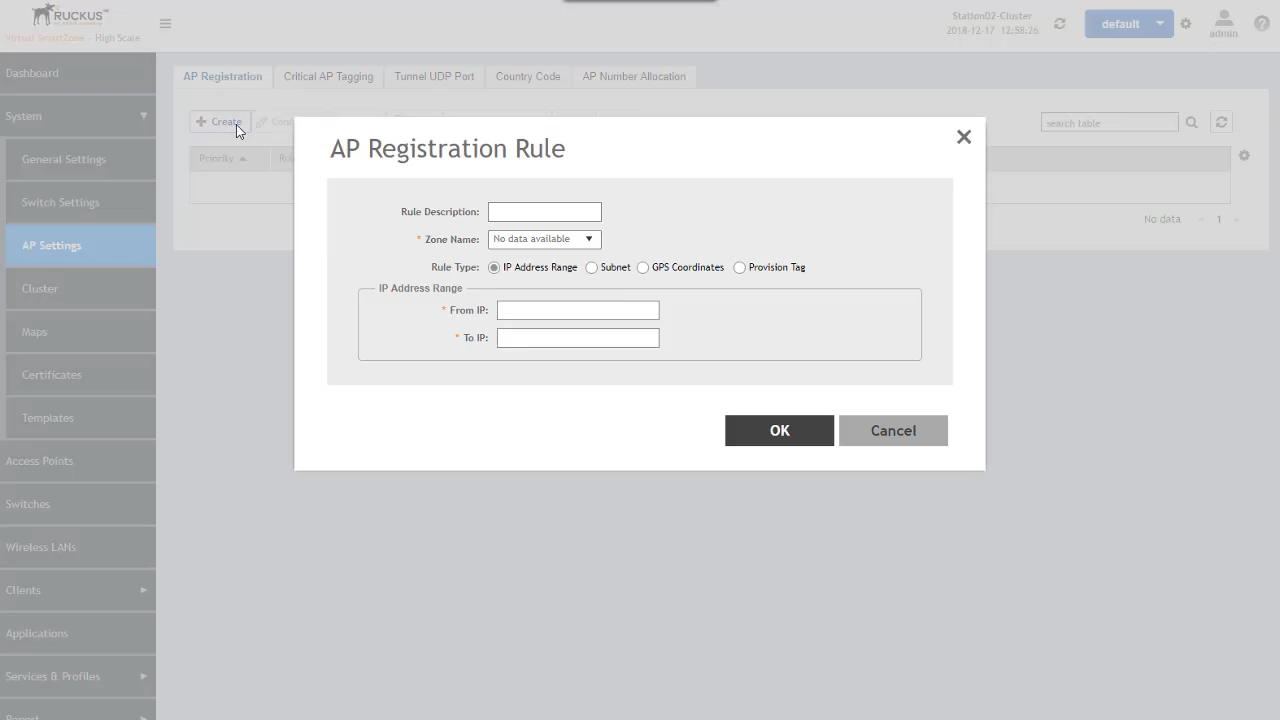 RUCKUS
Virtual SmartZone - High Scale
Station02-Cluster
2018-12-17 12:58:26
default
admin
Dashboard
System
General Settings
Switch Settings
AP Settings
Cluster
Maps
Certificates
Templates
Access Points
Switches
Wireless LANs
Clients
Applications
Services & Profiles
Report
AP Registration
Critical AP Tagging
Tunnel UDP Port
Country Code
AP Number Allocation
Create
search table
Priority
No data
1
AP Registration Rule
Rule Description:
* Zone Name: No data available
Rule Type: IP Address Range Subnet GPS Coordinates Provision Tag
IP Address Range
* From IP:
* To IP:
OK
Cancel